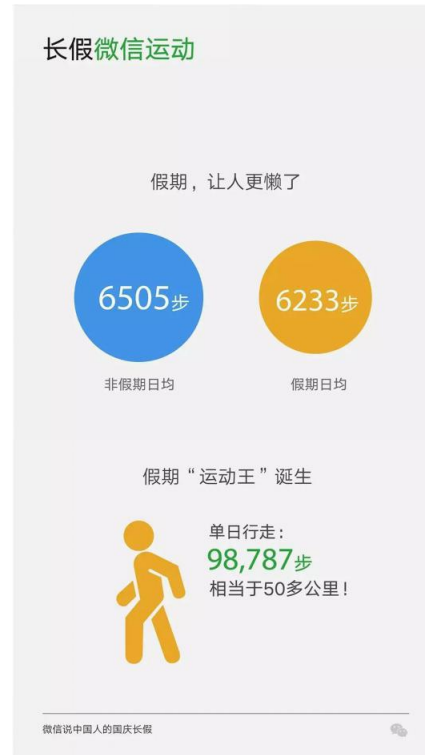 长假微信运动
假期，让人更懒了
6505步
6233步
非假期日均
假期日均
假期“运动王”诞生
单日行走：
98,787步
相当于50多公里！
微信说中国人的国庆长假